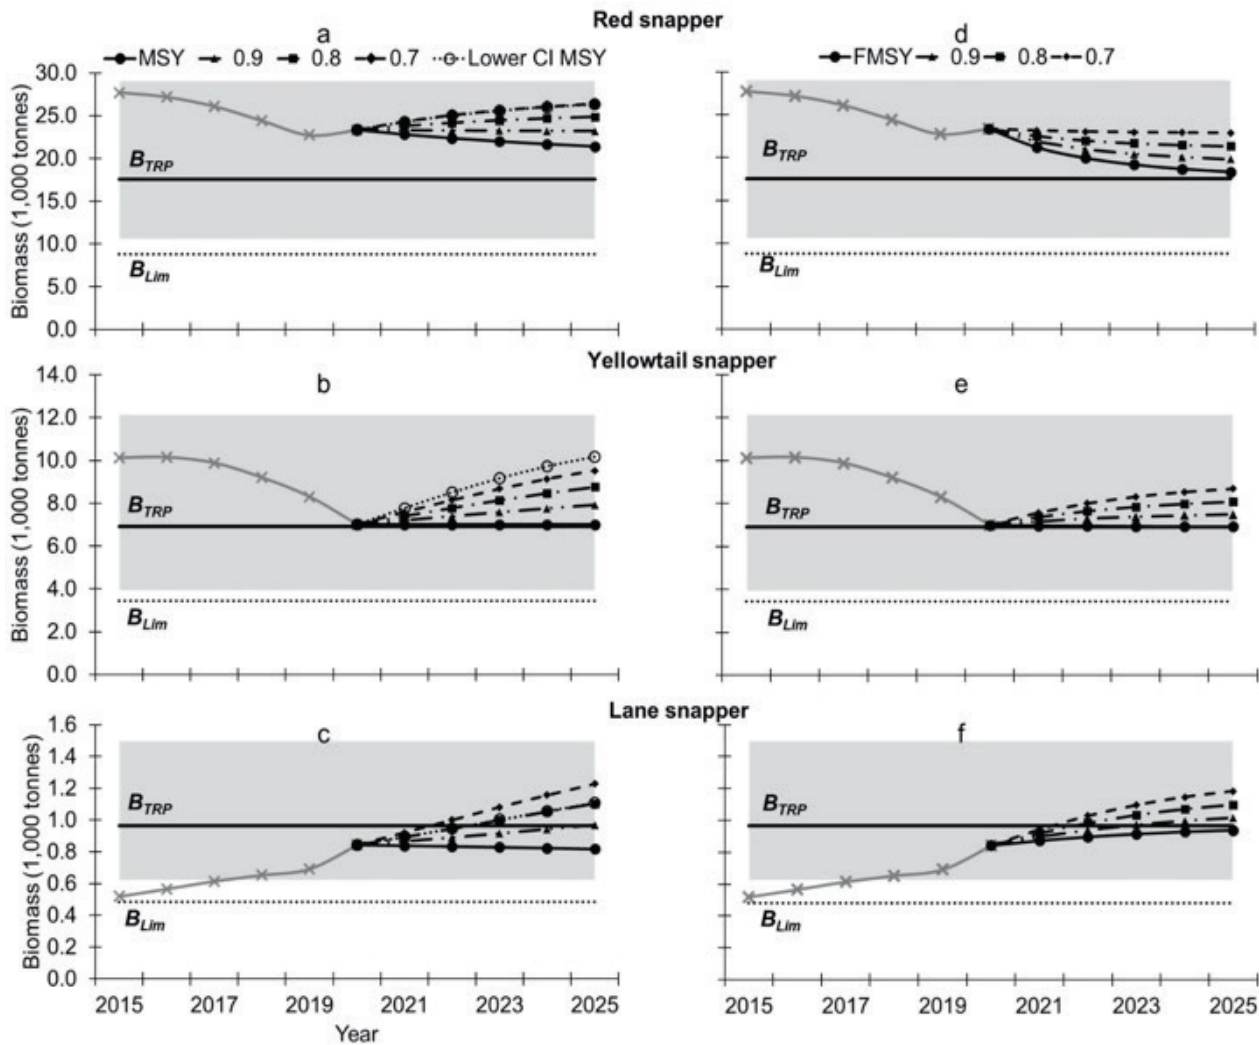 Red snapper
a
d
MSY 0.9 0.8 0.7 Lower CI MSY
FMSY 0.9 0.8 0.7
Biomass (1,000 tonnes)
30.0
25.0
20.0
15.0
10.0
5.0
0.0
BTRP
BLim
BTRP
BLim
Yellowtail snapper
b
e
Biomass (1,000 tonnes)
14.0
12.0
10.0
8.0
6.0
4.0
2.0
0.0
BTRP
BLim
BTRP
BLim
Lane snapper
c
f
Biomass (1,000 tonnes)
1.6
1.4
1.2
1.0
0.8
0.6
0.4
0.2
0.0
BTRP
BLim
BTRP
BLim
2015 2017 2019 2021 2023 2025
2015 2017 2019 2021 2023 2025
Year